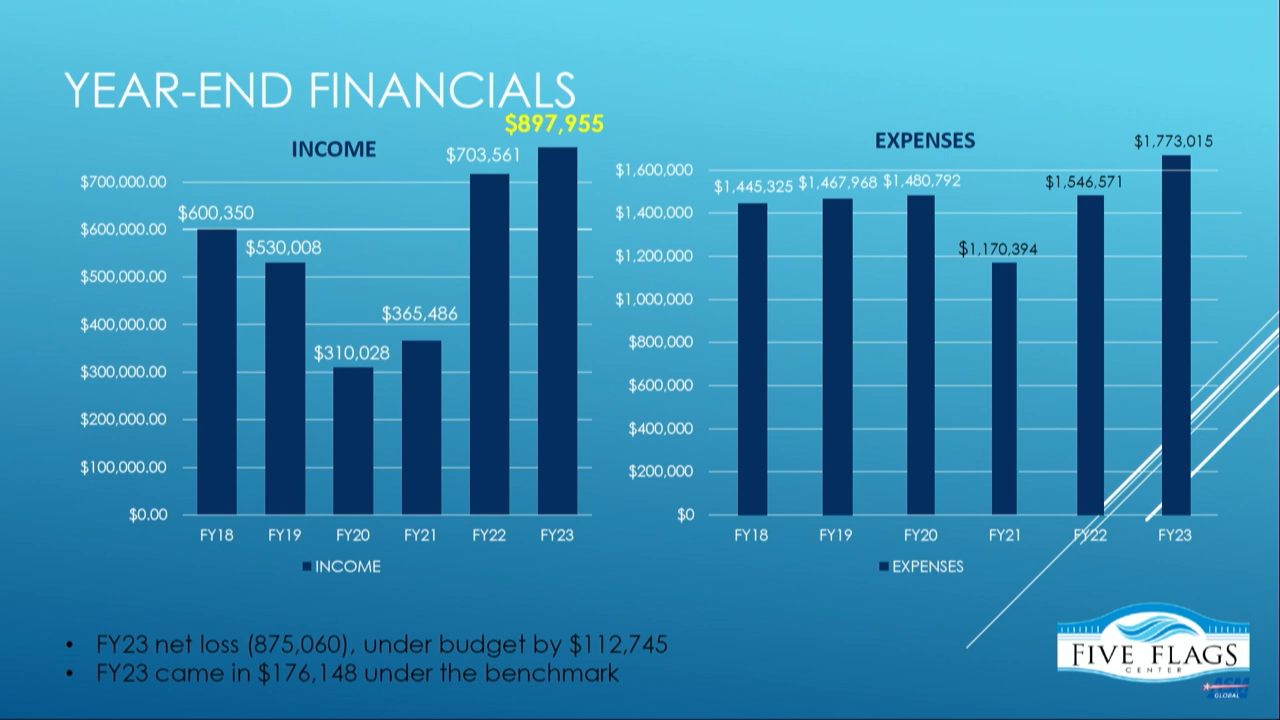 YEAR-END FINANCIALS
INCOME
$897,955
$703,561
$700,000.00
$600,350
$600,000.00
$530,008
$500,000.00
$365,486
$400,000.00
$310,028
$300,000.00
$200,000.00
$100,000.00
$0.00
FY18 FY19 FY20 FY21 FY22 FY23
INCOME
EXPENSES
$1,773,015
$1,600,000
$1,445,325 $1,467,968 $1,480,792 $1,546,571
$1,400,000
$1,170,394
$1,200,000
$1,000,000
$800,000
$600,000
$400,000
$200,000
$0
FY18 FY19 FY20 FY21 FY22 FY23
EXPENSES
• FY23 net loss (875,060), under budget by $112,745
• FY23 came in $176,148 under the benchmark
FIVE FLAGS
CENTER
ASM
GLOBAL